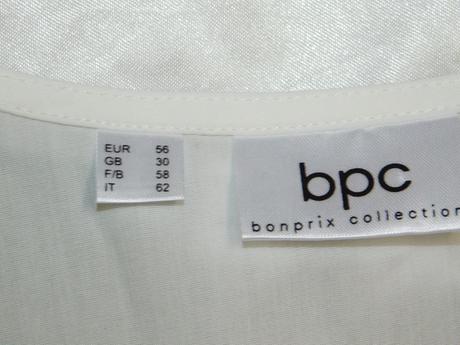 EUR 56
GB 30
F/B 58
IT 62
bpc
bonprix collection